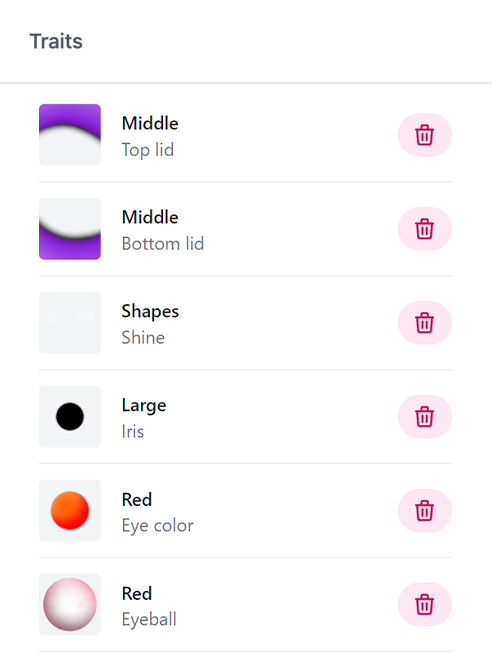 Traits
Middle
Top lid
Middle
Bottom lid
Shapes
Shine
Large
Iris
Red
Eye color
Red
Eyeball